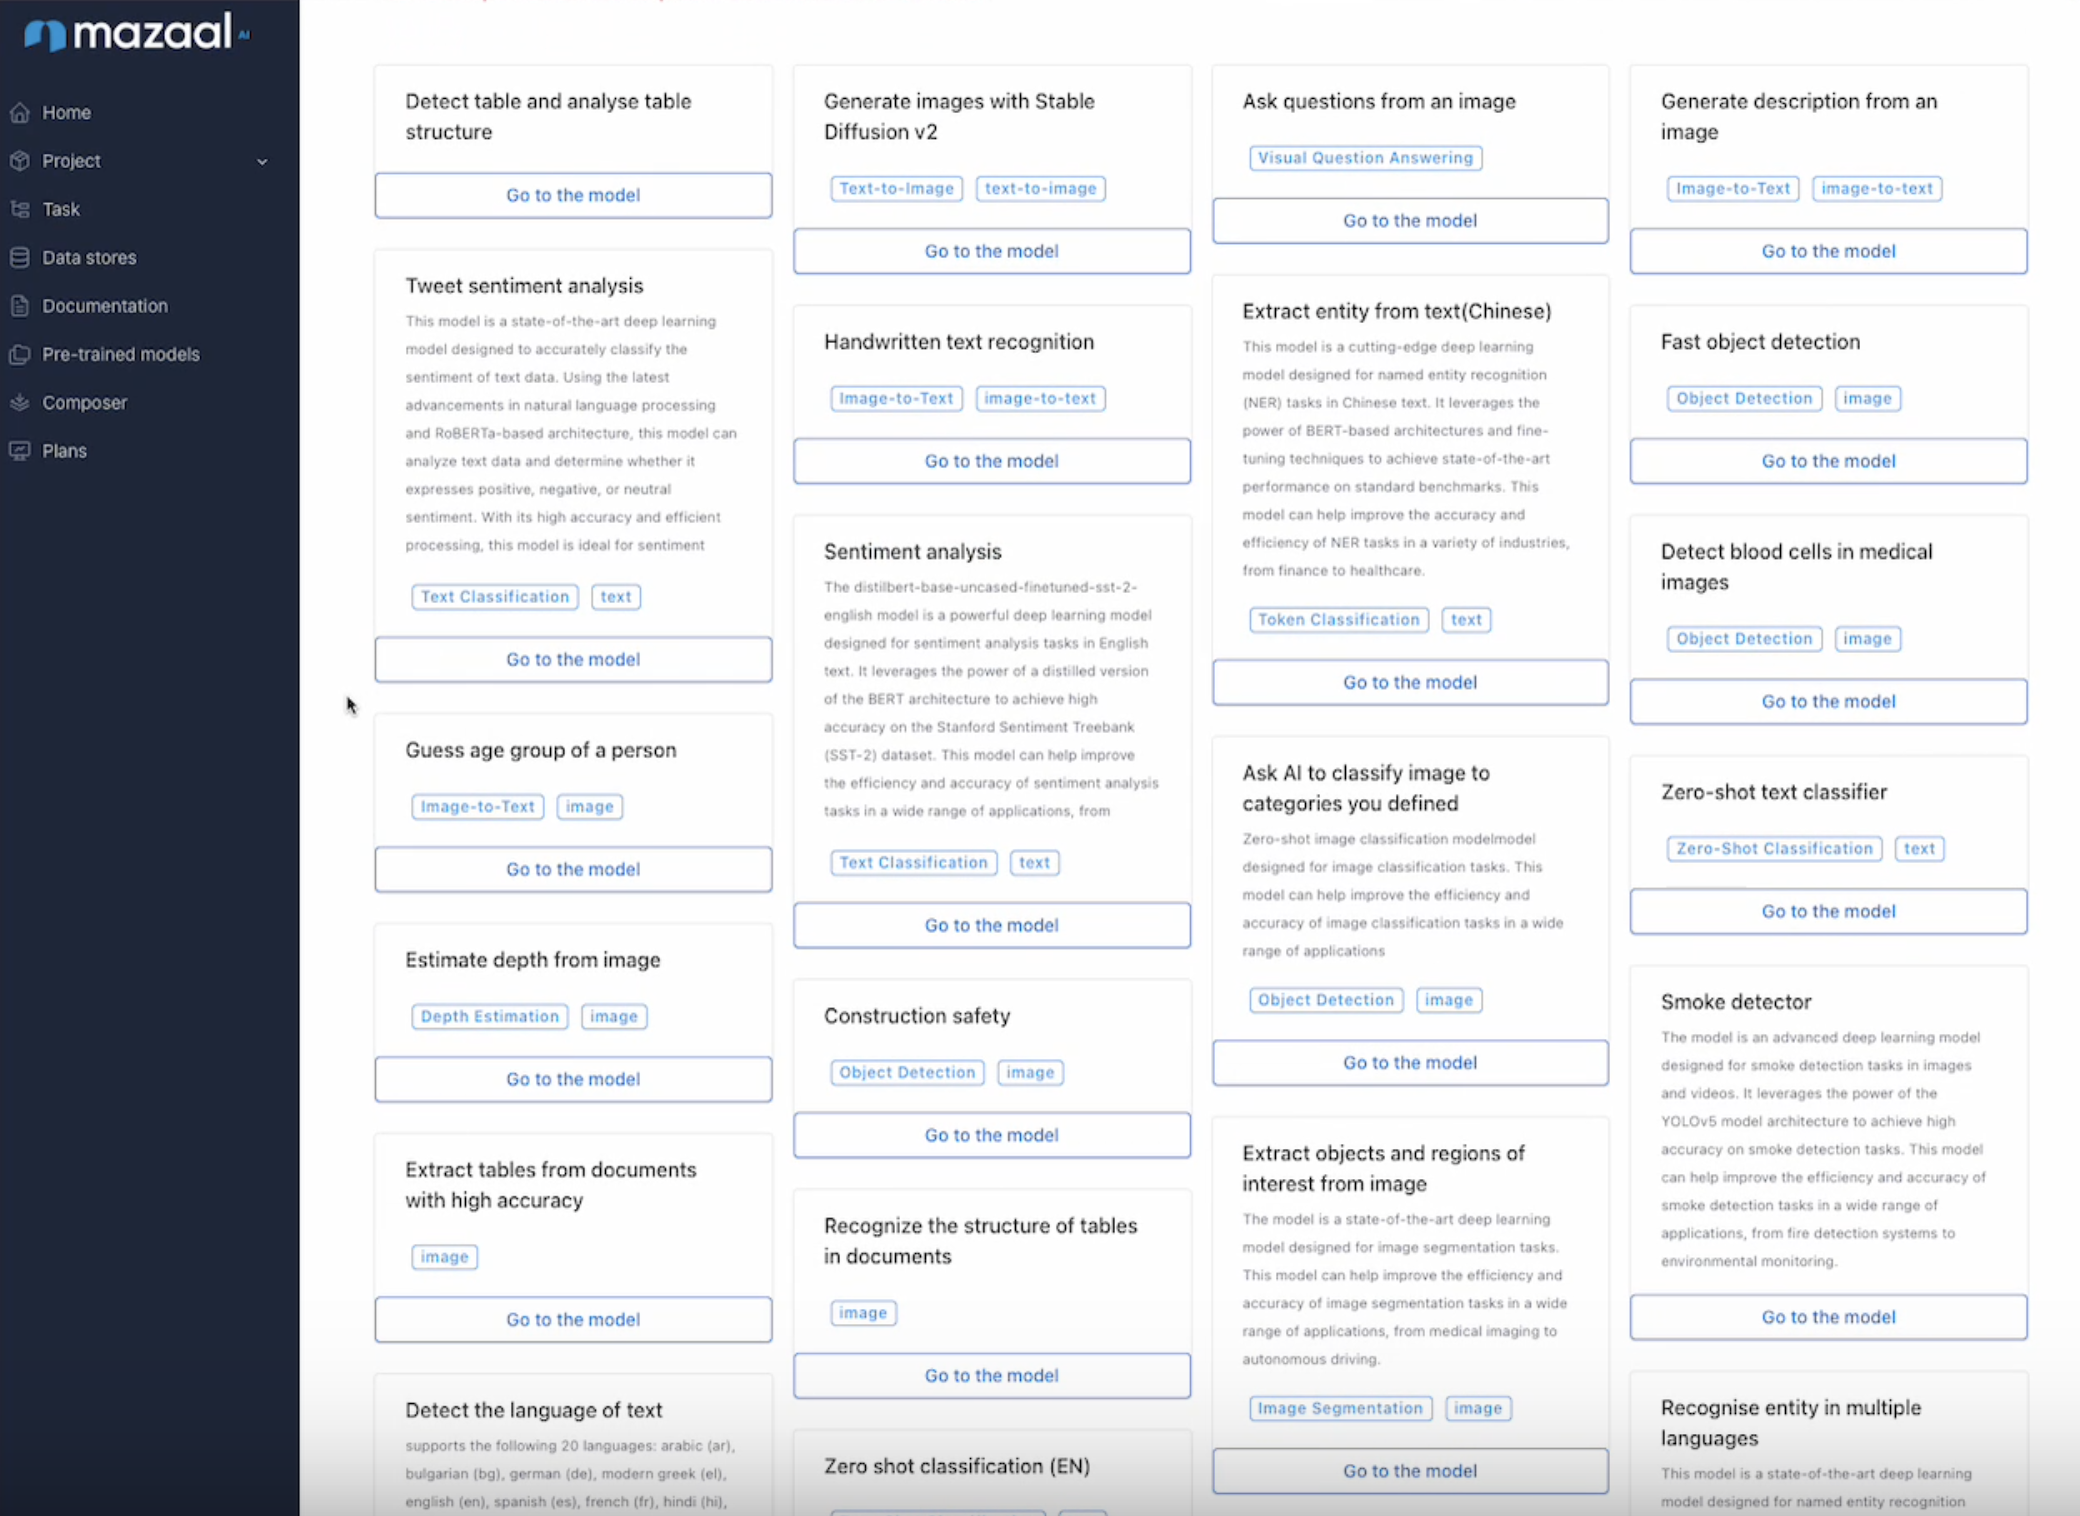 mazaal AI
Home
Project
Task
Data stores
Documentation
Pre-trained models
Composer
Plans
Detect table and analyse table
structure
Go to the model
Tweet sentiment analysis
This model is a state-of-the-art deep learning
model designed to accurately classify the
sentiment of text data. Using the latest
advancements in natural language processing
and RoBERTa-based architecture, this model can
analyze text data and determine whether it
expresses positive, negative, or neutral
sentiment. With its high accuracy and efficient
processing, this model is ideal for sentiment
Text Classification text
Go to the model
Guess age group of a person
Image-to-Text image
Go to the model
Estimate depth from image
Depth Estimation image
Go to the model
Extract tables from documents
with high accuracy
image
Go to the model
Detect the language of text
supports the following 20 languages: arabic (ar),
bulgarian (bg), german (de), modern greek (el),
english (en), spanish (es), french (fr), hindi (hi),
Generate images with Stable
Diffusion v2
Text-to-Image text-to-image
Go to the model
Handwritten text recognition
Image-to-Text image-to-text
Go to the model
Sentiment analysis
The distilbert-base-uncased-finetuned-sst-2-
english model is a powerful deep learning model
designed for sentiment analysis tasks in English
text. It leverages the power of a distilled version
of the BERT architecture to achieve high
accuracy on the Stanford Sentiment Treebank
(SST-2) dataset. This model can help improve
the efficiency and accuracy of sentiment analysis
tasks in a wide range of applications, from
Text Classification text
Go to the model
Construction safety
Object Detection image
Go to the model
Recognize the structure of tables
in documents
image
Go to the model
Zero shot classification (EN)
Ask questions from an image
Visual Question Answering
Go to the model
Extract entity from text(Chinese)
This model is a cutting-edge deep learning
model designed for named entity recognition
(NER) tasks in Chinese text. It leverages the
power of BERT-based architectures and fine-
tuning techniques to achieve state-of-the-art
performance on standard benchmarks. This
model can help improve the accuracy and
efficiency of NER tasks in a variety of industries,
from finance to healthcare.
Token Classification text
Go to the model
Ask AI to classify image to
categories you defined
Zero-shot image classification modelmodel
designed for image classification tasks. This
model can help improve the efficiency and
accuracy of image classification tasks in a wide
range of applications
Object Detection image
Go to the model
Extract objects and regions of
interest from image
The model is a state-of-the-art deep learning
model designed for image segmentation tasks.
This model can help improve the efficiency and
accuracy of image segmentation tasks in a wide
range of applications, from medical imaging to
autonomous driving.
Image Segmentation image
Go to the model
Generate description from an
image
Image-to-Text image-to-text
Go to the model
Fast object detection
Object Detection image
Go to the model
Detect blood cells in medical
images
Object Detection image
Go to the model
Zero-shot text classifier
Zero-Shot Classification text
Go to the model
Smoke detector
The model is an advanced deep learning model
designed for smoke detection tasks in images
and videos. It leverages the power of the
YOLOv5 model architecture to achieve high
accuracy on smoke detection tasks. This model
can help improve the efficiency and accuracy of
smoke detection tasks in a wide range of
applications, from fire detection systems to
environmental monitoring.
Go to the model
Recognise entity in multiple
languages
This model is a state-of-the-art deep learning
model designed for named entity recognition